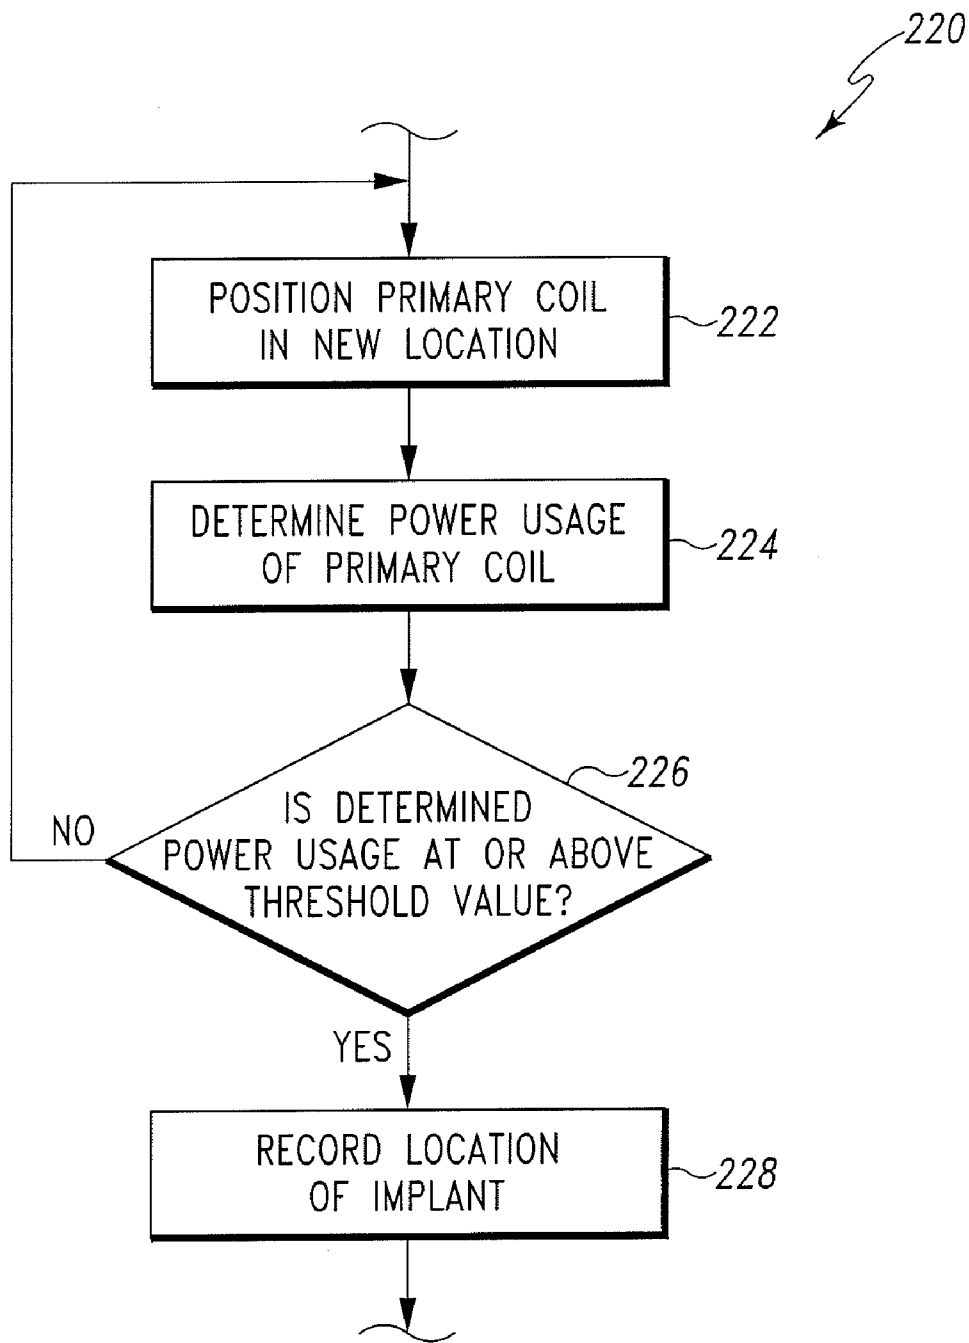 220
POSITION PRIMARY COIL
IN NEW LOCATION
222
DETERMINE POWER USAGE
OF PRIMARY COIL
224
226
IS DETERMINED
POWER USAGE AT OR ABOVE
THRESHOLD VALUE?
NO
YES
RECORD LOCATION
OF IMPLANT
228